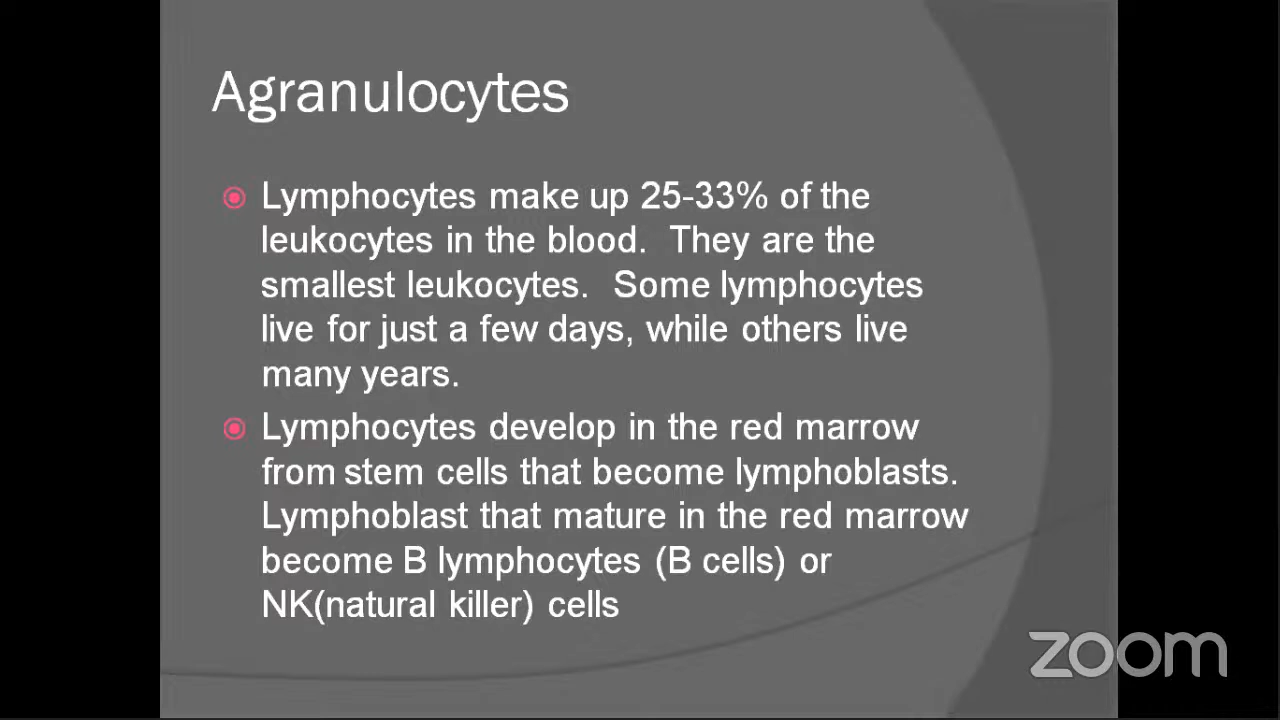 Agranulocytes
Lymphocytes make up 25-33% of the
leukocytes in the blood.  They are the
smallest leukocytes.  Some lymphocytes
live for just a few days, while others live
many years.
Lymphocytes develop in the red marrow
from stem cells that become lymphoblasts.
Lymphoblast that mature in the red marrow
become B lymphocytes (B cells) or
NK(natural killer) cells
zoom